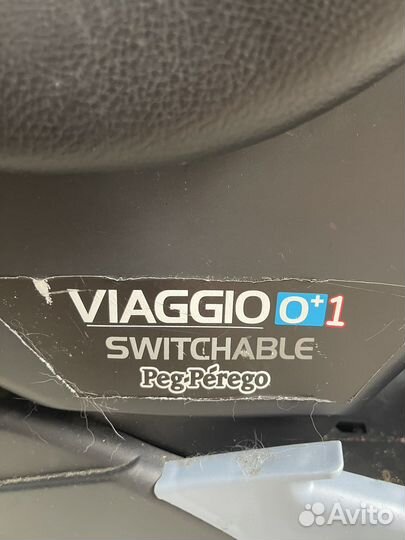 VIAGGIO 0+1
SWITCHABLE
Peg-Pérego
Avito